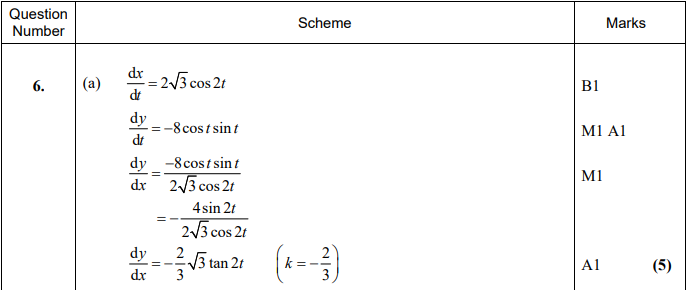 Question Number Scheme Marks
6. (a) dx/dt = 2√3 cos 2t B1
dy/dt = −8 cos t sin t M1 A1
dy/dx = (−8 cos t sin t)/(2√3 cos 2t) M1
= −(4 sin 2t)/(2√3 cos 2t)
dy/dx = −2/3 √3 tan 2t (k = −2/3) A1 (5)